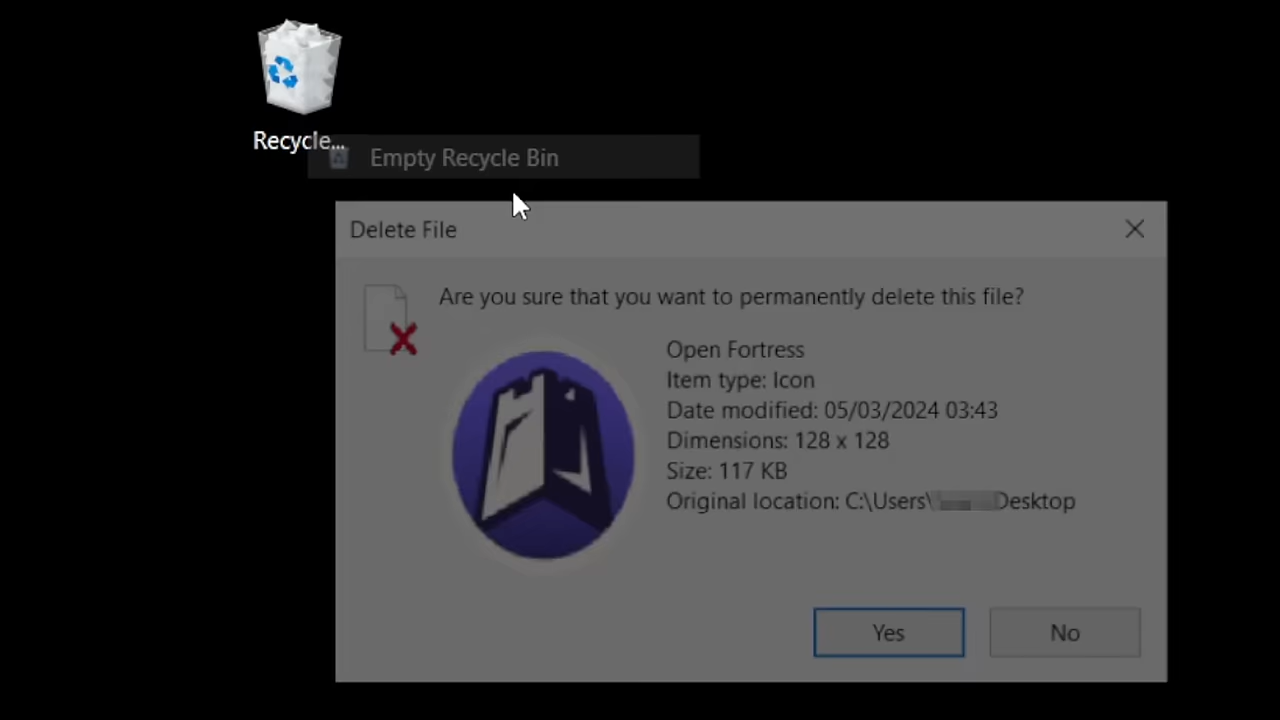 Recycle...
Empty Recycle Bin
Delete File
Are you sure that you want to permanently delete this file?
Open Fortress
Item type: Icon
Date modified: 05/03/2024 03:43
Dimensions: 128 x 128
Size: 117 KB
Original location: C:\Users\ Desktop
Yes
No